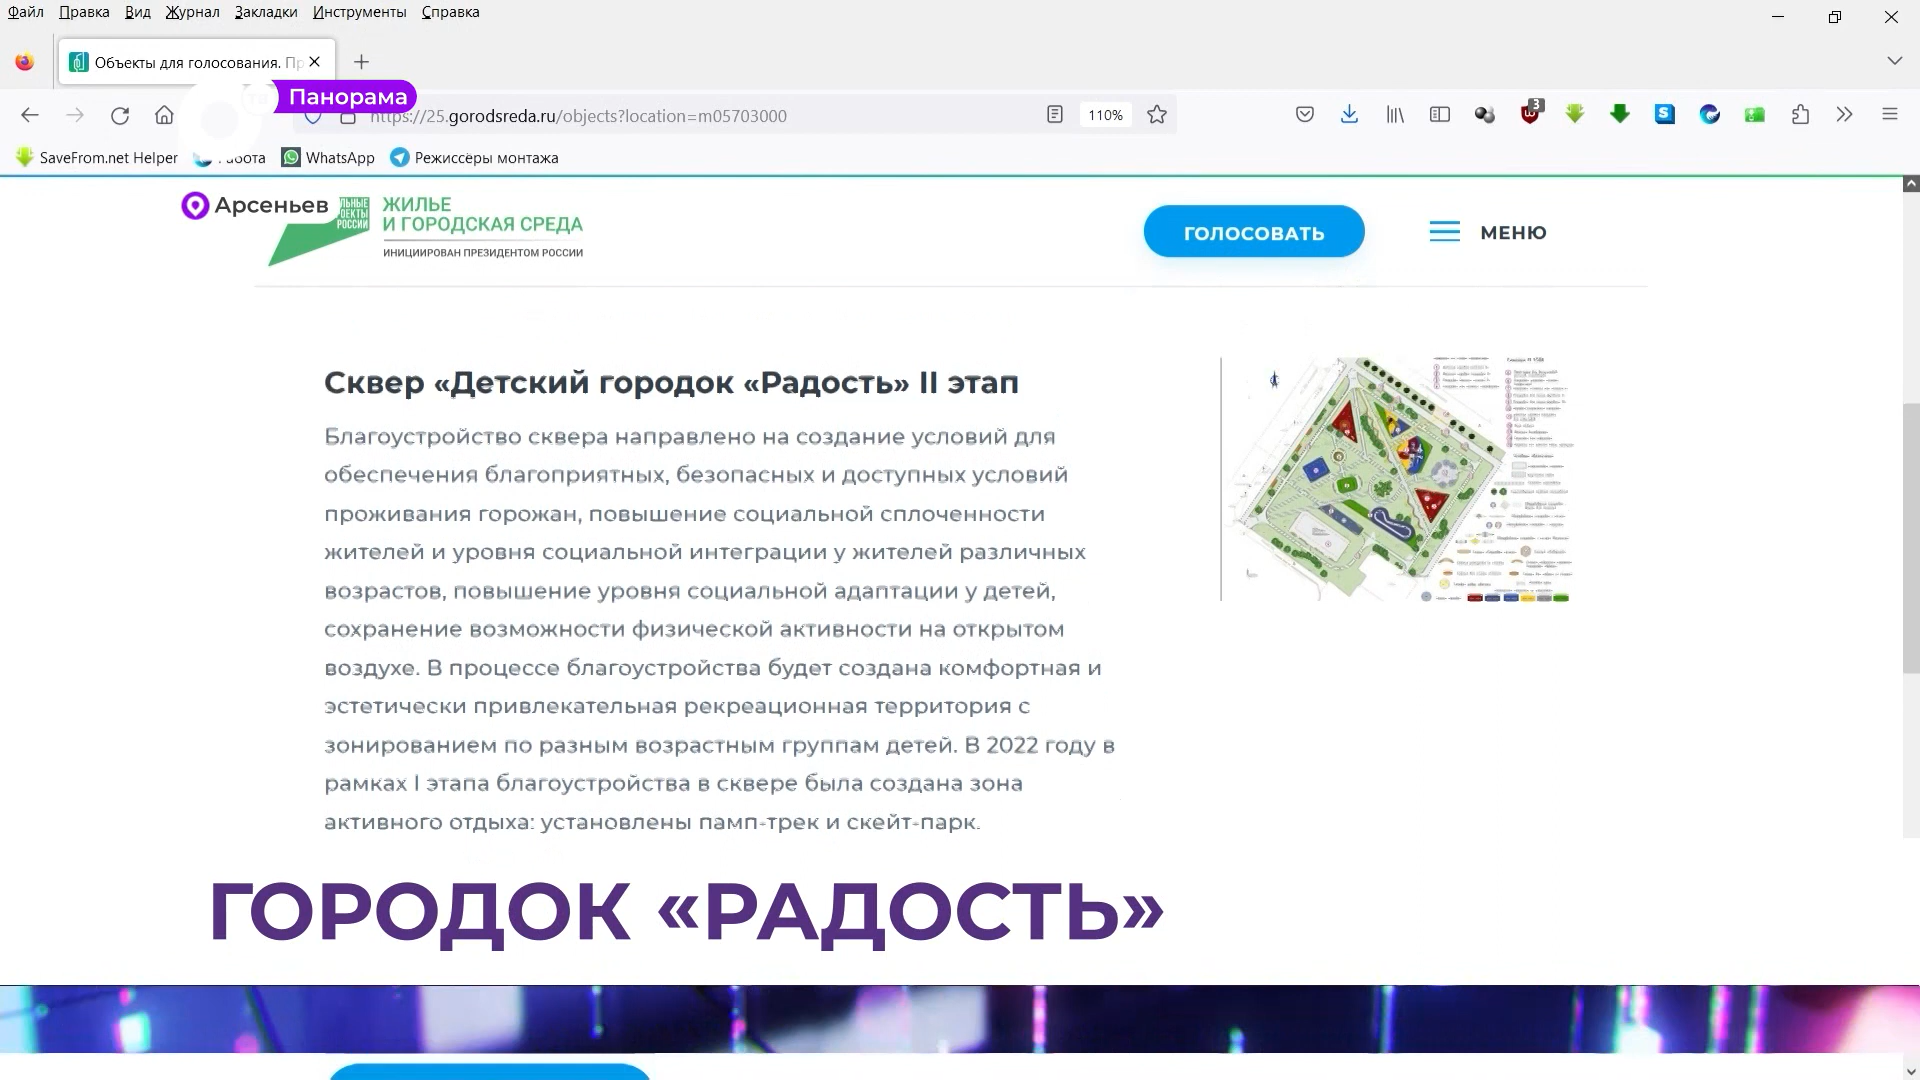 Файл Правка Вид Журнал Закладки Инструменты Справка
Объекты для голосования. Пр
Панорама
https://25.gorodsreda.ru/objects?location=m05703000
110%
3
SaveFrom.net Helper
WhatsApp
Режиссёры монтажа
Арсеньев
ЖИЛЬЕ
И ГОРОДСКАЯ СРЕДА
РОССИИ
ИНИЦИИРОВАН ПРЕЗИДЕНТОМ РОССИИ
ГОЛОСОВАТЬ
МЕНЮ
Сквер «Детский городок «Радость» II этап
Благоустройство сквера направлено на создание условий для
обеспечения благоприятных, безопасных и доступных условий
проживания горожан, повышение социальной сплоченности
жителей и уровня социальной интеграции у жителей различных
возрастов, повышение уровня социальной адаптации у детей,
сохранение возможности физической активности на открытом
воздухе. В процессе благоустройства будет создана комфортная и
эстетически привлекательная рекреационная территория с
зонированием по разным возрастным группам детей. В 2022 году в
рамках I этапа благоустройства в сквере была создана зона
активного отдыха: установлены памп-трек и скейт-парк.
ГОРОДОК «РАДОСТЬ»